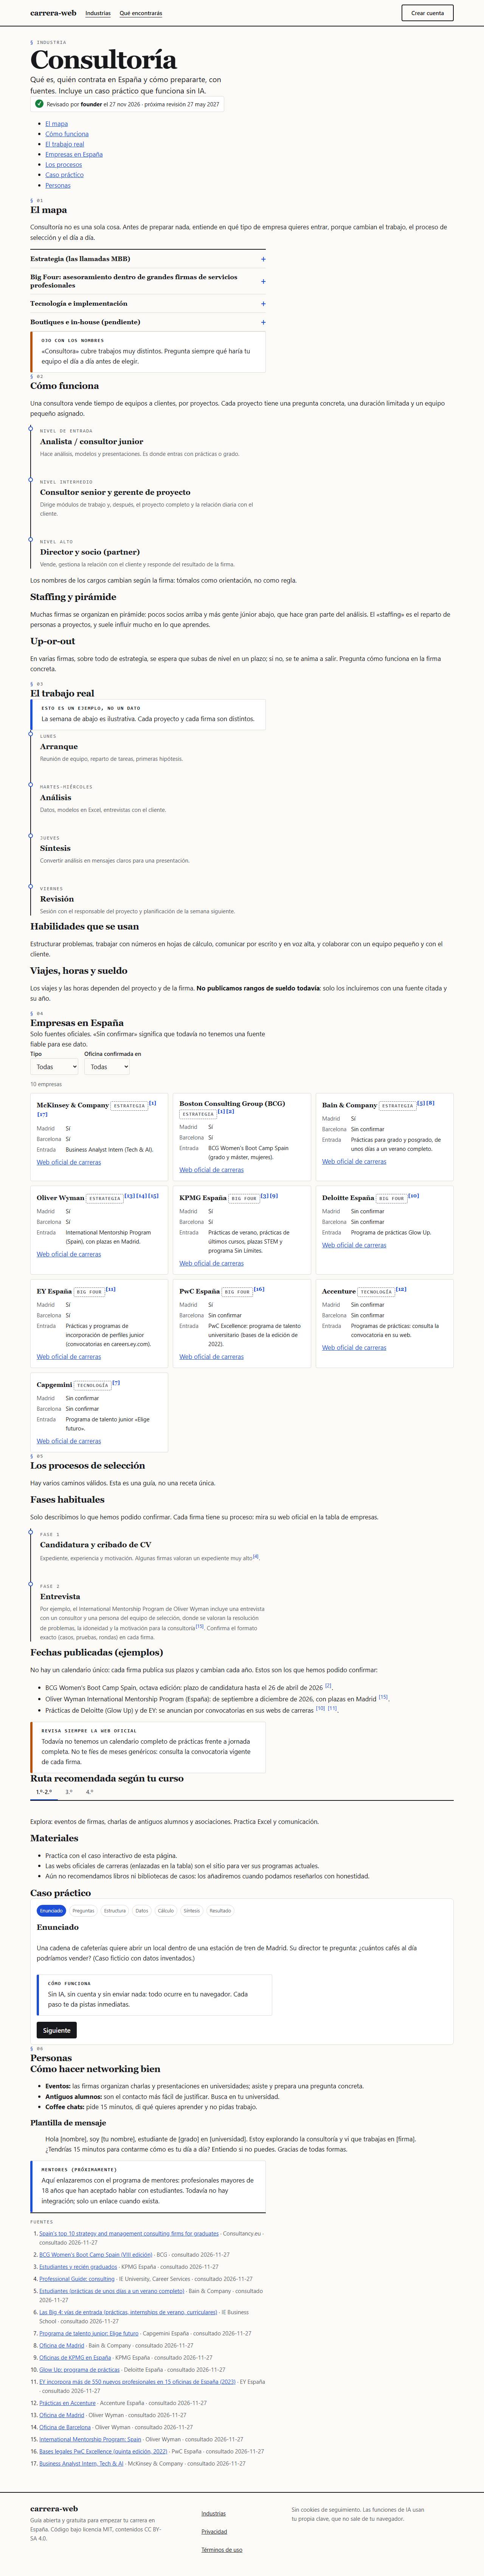 carrera-web Industrias Qué encontrarás Crear cuenta
§ INDUSTRIA
Consultoría
Qué es, quién contrata en España y cómo prepararte, con
fuentes. Incluye un caso práctico que funciona sin IA.
Revisado por founder el 27 nov 2026 · próxima revisión 27 may 2027
El mapa
Cómo funciona
El trabajo real
Empresas en España
Los procesos
Caso práctico
Personas
§ 01
El mapa
Consultoría no es una sola cosa. Antes de preparar nada, entiende en qué tipo de empresa quieres entrar, porque cambian el trabajo, el proceso de
selección y el día a día.
Estrategia (las llamadas MBB) +
Big Four: asesoramiento dentro de grandes firmas de servicios
profesionales +
Tecnología e implementación +
Boutiques e in-house (pendiente) +
OJO CON LOS NOMBRES
«Consultora» cubre trabajos muy distintos. Pregunta siempre qué haría tu
equipo el día a día antes de elegir.
§ 02
Cómo funciona
Una consultora vende tiempo de equipos a clientes, por proyectos. Cada proyecto tiene una pregunta concreta, una duración limitada y un equipo
pequeño asignado.
NIVEL DE ENTRADA
Analista / consultor junior
Hace análisis, modelos y presentaciones. Es donde entras con prácticas o grado.
NIVEL INTERMEDIO
Consultor senior y gerente de proyecto
Dirige módulos de trabajo y, después, el proyecto completo y la relación diaria con el
cliente.
NIVEL ALTO
Director y socio (partner)
Vende, gestiona la relación con el cliente y responde del resultado de la firma.
Los nombres de los cargos cambian según la firma: tómalos como orientación, no como regla.
Staffing y pirámide
Muchas firmas se organizan en pirámide: pocos socios arriba y más gente júnior abajo, que hace gran parte del análisis. El «staffing» es el reparto de
personas a proyectos, y suele influir mucho en lo que aprendes.
Up-or-out
En varias firmas, sobre todo de estrategia, se espera que subas de nivel en un plazo; si no, se te anima a salir. Pregunta cómo funciona en la firma
concreta.
§ 03
El trabajo real
ESTO ES UN EJEMPLO, NO UN DATO
La semana de abajo es ilustrativa. Cada proyecto y cada firma son distintos.
LUNES
Arranque
Reunión de equipo, reparto de tareas, primeras hipótesis.
MARTES-MIÉRCOLES
Análisis
Datos, modelos en Excel, entrevistas con el cliente.
JUEVES
Síntesis
Convertir análisis en mensajes claros para una presentación.
VIERNES
Revisión
Sesión con el responsable del proyecto y planificación de la semana siguiente.
Habilidades que se usan
Estructurar problemas, trabajar con números en hojas de cálculo, comunicar por escrito y en voz alta, y colaborar con un equipo pequeño y con el
cliente.
Viajes, horas y sueldo
Los viajes y las horas dependen del proyecto y de la firma. No publicamos rangos de sueldo todavía: solo los incluiremos con una fuente citada y
su año.
§ 04
Empresas en España
Solo fuentes oficiales. «Sin confirmar» significa que todavía no tenemos una fuente
fiable para ese dato.
Tipo Oficina confirmada en
Todas Todas
10 empresas
McKinsey & Company ESTRATEGIA [1]
[17]
Madrid Sí
Barcelona Sí
Entrada Business Analyst Intern (Tech & AI).
Web oficial de carreras
Boston Consulting Group (BCG)
ESTRATEGIA [1] [2]
Madrid Sí
Barcelona Sí
Entrada BCG Women's Boot Camp Spain
(grado y máster, mujeres).
Web oficial de carreras
Bain & Company ESTRATEGIA [5] [8]
Madrid Sí
Barcelona Sin confirmar
Entrada Prácticas para grado y posgrado, de
unos días a un verano completo.
Web oficial de carreras
Oliver Wyman ESTRATEGIA [13] [14] [15]
Madrid Sí
Barcelona Sí
Entrada International Mentorship Program
(Spain), con plazas en Madrid.
Web oficial de carreras
KPMG España BIG FOUR [3] [9]
Madrid Sí
Barcelona Sí
Entrada Prácticas de verano, prácticas de
últimos cursos, plazas STEM y
programa Sin Límites.
Web oficial de carreras
Deloitte España BIG FOUR [10]
Madrid Sin confirmar
Barcelona Sin confirmar
Entrada Programa de prácticas Glow Up.
Web oficial de carreras
EY España BIG FOUR [11]
Madrid Sí
Barcelona Sí
Entrada Prácticas y programas de
incorporación de perfiles junior
(convocatorias en careersey.com).
Web oficial de carreras
PwC España BIG FOUR [16]
Madrid Sí
Barcelona Sin confirmar
Entrada PwC Excellence: programa de talento
universitario (bases de la edición de
2022).
Web oficial de carreras
Accenture TECNOLOGÍA [12]
Madrid Sin confirmar
Barcelona Sin confirmar
Entrada Programas de prácticas: consulta la
convocatoria en su web.
Web oficial de carreras
Capgemini TECNOLOGÍA [7]
Madrid Sin confirmar
Barcelona Sin confirmar
Entrada Programa de talento junior «Elige
futuro».
Web oficial de carreras
§ 05
Los procesos de selección
Hay varios caminos válidos. Esta es una guía, no una receta única.
Fases habituales
Solo describimos lo que hemos podido confirmar. Cada firma tiene su proceso: mira su web oficial en la tabla de empresas.
FASE 1
Candidatura y cribado de CV
Expediente, experiencia y motivación. Algunas firmas valoran un expediente muy alto[4].
FASE 2
Entrevista
Por ejemplo, el International Mentorship Program de Oliver Wyman incluye una entrevista
con un consultor y una persona del equipo de selección, donde se valoran la resolución
de problemas, la idoneidad y la motivación para la consultoría[15]. Confirma el formato
exacto (casos, pruebas, rondas) en cada firma.
Fechas publicadas (ejemplos)
No hay un calendario único: cada firma publica sus plazos y cambian cada año. Estos son los que hemos podido confirmar:
BCG Women's Boot Camp Spain, octava edición: plazo de candidatura hasta el 26 de abril de 2026 [2].
Oliver Wyman International Mentorship Program (España): de septiembre a diciembre de 2026, con plazas en Madrid [15].
Prácticas de Deloitte (Glow Up) y de EY: se anuncian por convocatorias en sus webs de carreras [10] [11].
REVISA SIEMPRE LA WEB OFICIAL
Todavía no tenemos un calendario completo de prácticas frente a jornada
completa. No te fíes de meses genéricos: consulta la convocatoria vigente
de cada firma.
Ruta recomendada según tu curso
1.º-2.º 3.º 4.º
Explora: eventos de firmas, charlas de antiguos alumnos y asociaciones. Practica Excel y comunicación.
Materiales
Practica con el caso interactivo de esta página.
Las webs oficiales de carreras (enlazadas en la tabla) son el sitio para ver sus programas actuales.
Aún no recomendamos libros ni bibliotecas de casos: los añadiremos cuando podamos reseñarlos con honestidad.
Caso práctico
Enunciado Preguntas Estructura Datos Cálculo Síntesis Resultado
Enunciado
Una cadena de cafeterías quiere abrir un local dentro de una estación de tren de Madrid. Su director te pregunta: ¿cuántos cafés al día
podríamos vender? (Caso ficticio con datos inventados.)
CÓMO FUNCIONA
Sin IA, sin cuenta y sin enviar nada: todo ocurre en tu navegador. Cada
paso te da pistas inmediatas.
Siguiente
§ 06
Personas
Cómo hacer networking bien
Eventos: las firmas organizan charlas y presentaciones en universidades; asiste y prepara una pregunta concreta.
Antiguos alumnos: son el contacto más fácil de justificar. Busca en tu universidad.
Coffee chats: pide 15 minutos, di qué quieres aprender y no pidas trabajo.
Plantilla de mensaje
Hola [nombre], soy [tu nombre], estudiante de [grado] en [universidad]. Estoy explorando la consultoría y vi que trabajas en [firma].
¿Tendrías 15 minutos para contarme cómo es tu día a día? Entiendo si no puedes. Gracias de todas formas.
MENTORES (PRÓXIMAMENTE)
Aquí enlazaremos con el programa de mentores: profesionales mayores de
18 años que han aceptado hablar con estudiantes. Todavía no hay
integración; solo un enlace cuando exista.
FUENTES
1. Spain's top 10 strategy and management consulting firms for graduates · Consultancy.eu ·
consultado 2026-11-27
2. BCG Women's Boot Camp Spain (VIII edición) · BCG · consultado 2026-11-27
3. Estudiantes y recién graduados · KPMG España · consultado 2026-11-27
4. Professional Guide: consulting · IE University, Career Services · consultado 2026-11-27
5. Estudiantes (prácticas de unos días a un verano completo) · Bain & Company · consultado
2026-11-27
6. Las Big 4: vías de entrada (prácticas, internships de verano, curriculares) · IE Business
School · consultado 2026-11-27
7. Programa de talento junior: Elige futuro · Capgemini España · consultado 2026-11-27
8. Oficina de Madrid · Bain & Company · consultado 2026-11-27
9. Oficinas de KPMG en España · KPMG España · consultado 2026-11-27
10. Glow Up: programa de prácticas · Deloitte España · consultado 2026-11-27
11. EY incorpora más de 550 nuevos profesionales en 15 oficinas de España (2023) · EY España
· consultado 2026-11-27
12. Prácticas en Accenture · Accenture España · consultado 2026-11-27
13. Oficina de Madrid · Oliver Wyman · consultado 2026-11-27
14. Oficina de Barcelona · Oliver Wyman · consultado 2026-11-27
15. International Mentorship Program: Spain · Oliver Wyman · consultado 2026-11-27
16. Bases legales PwC Excellence (quinta edición, 2022) · PwC España · consultado 2026-11-27
17. Business Analyst Intern, Tech & AI · McKinsey & Company · consultado 2026-11-27
carrera-web
Guía abierta y gratuita para empezar tu carrera en
España. Código bajo licencia MIT, contenidos CC BY-
SA 4.0.
Industrias
Privacidad
Términos de uso
Sin cookies de seguimiento. Las funciones de IA usan
tu propia clave, que no sale de tu navegador.